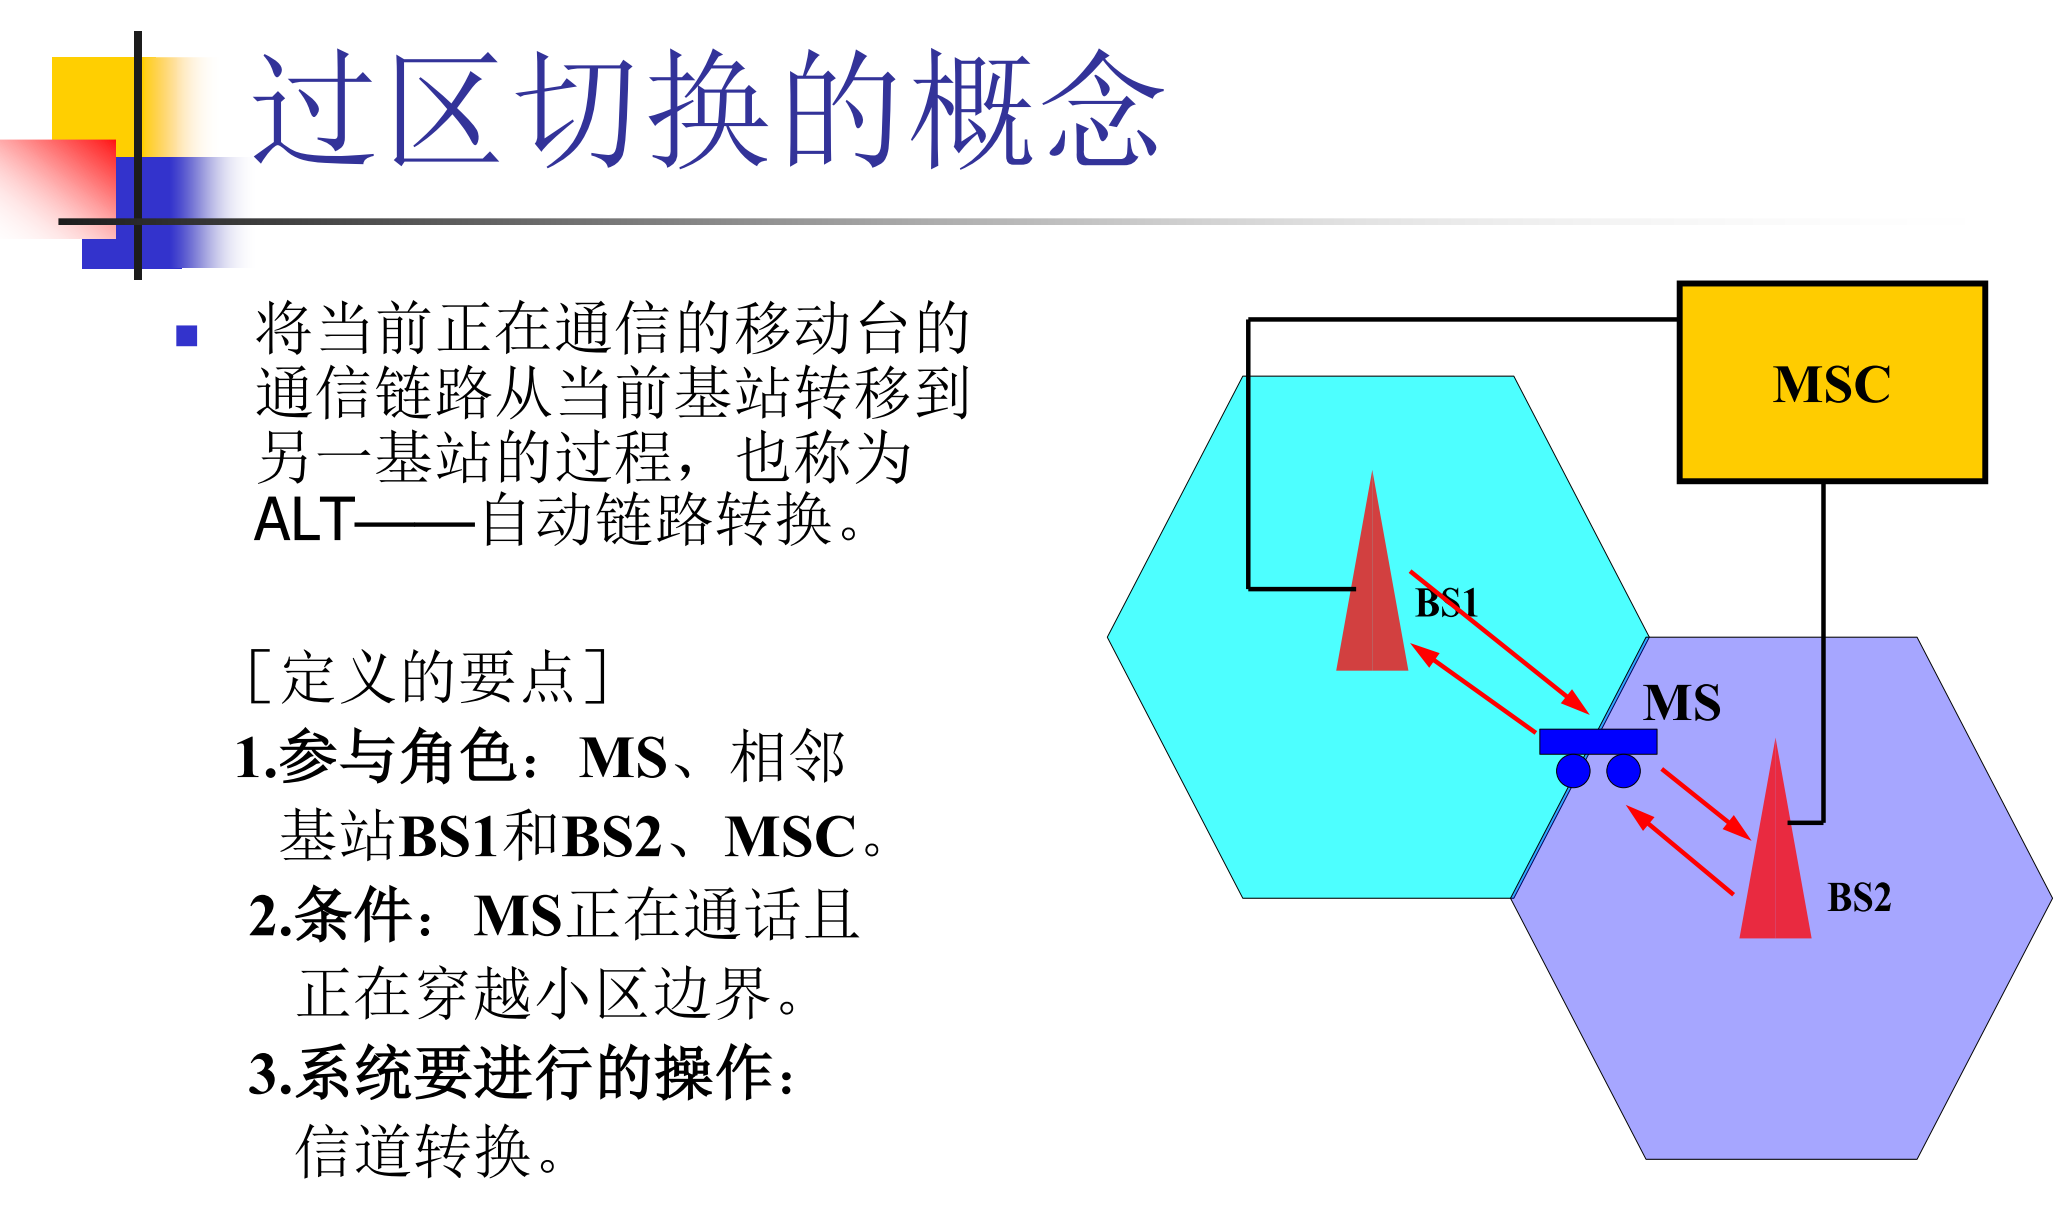 过区切换的概念
将当前正在通信的移动台的
通信链路从当前基站转移到
另一基站的过程，也称为
ALT——自动链路转换。
［定义的要点］
1.参与角色：MS、相邻
基站BS1和BS2、MSC。
2.条件：MS正在通话且
正在穿越小区边界。
3.系统要进行的操作：
信道转换。
MSC
BS1
MS
BS2